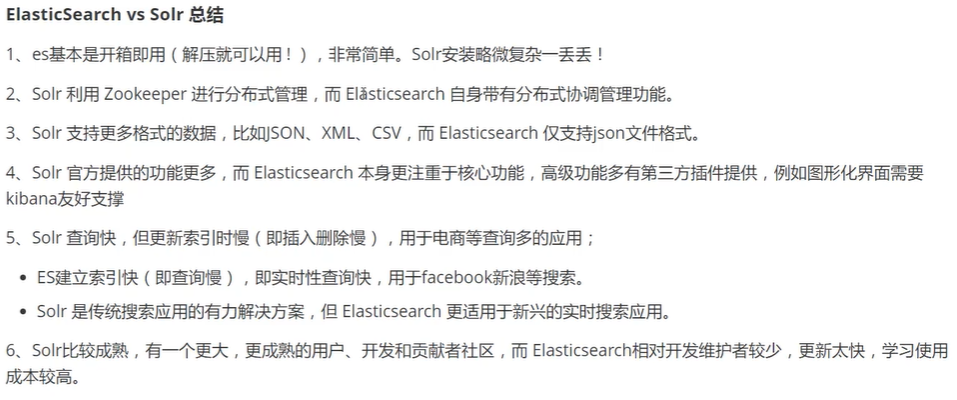 ElasticSearch vs Solr 总结
1、es基本是开箱即用（解压就可以用！），非常简单。Solr安装略微复杂一丢丢！
2、Solr 利用 Zookeeper 进行分布式管理，而 Elasticsearch 自身带有分布式协调管理功能。
3、Solr 支持更多格式的数据，比如JSON、XML、CSV，而 Elasticsearch 仅支持json文件格式。
4、Solr 官方提供的功能更多，而 Elasticsearch 本身更注重于核心功能，高级功能多有第三方插件提供，例如图形化界面需要
kibana友好支撑
5、Solr 查询快，但更新索引时慢（即插入删除慢），用于电商等查询多的应用；
• ES建立索引快（即查询慢），即实时性查询快，用于facebook新浪等搜索。
• Solr 是传统搜索应用的有力解决方案，但 Elasticsearch 更适用于新兴的实时搜索应用。
6、Solr比较成熟，有一个更大，更成熟的用户、开发和贡献者社区，而 Elasticsearch相对开发维护者较少，更新太快，学习使用
成本较高。